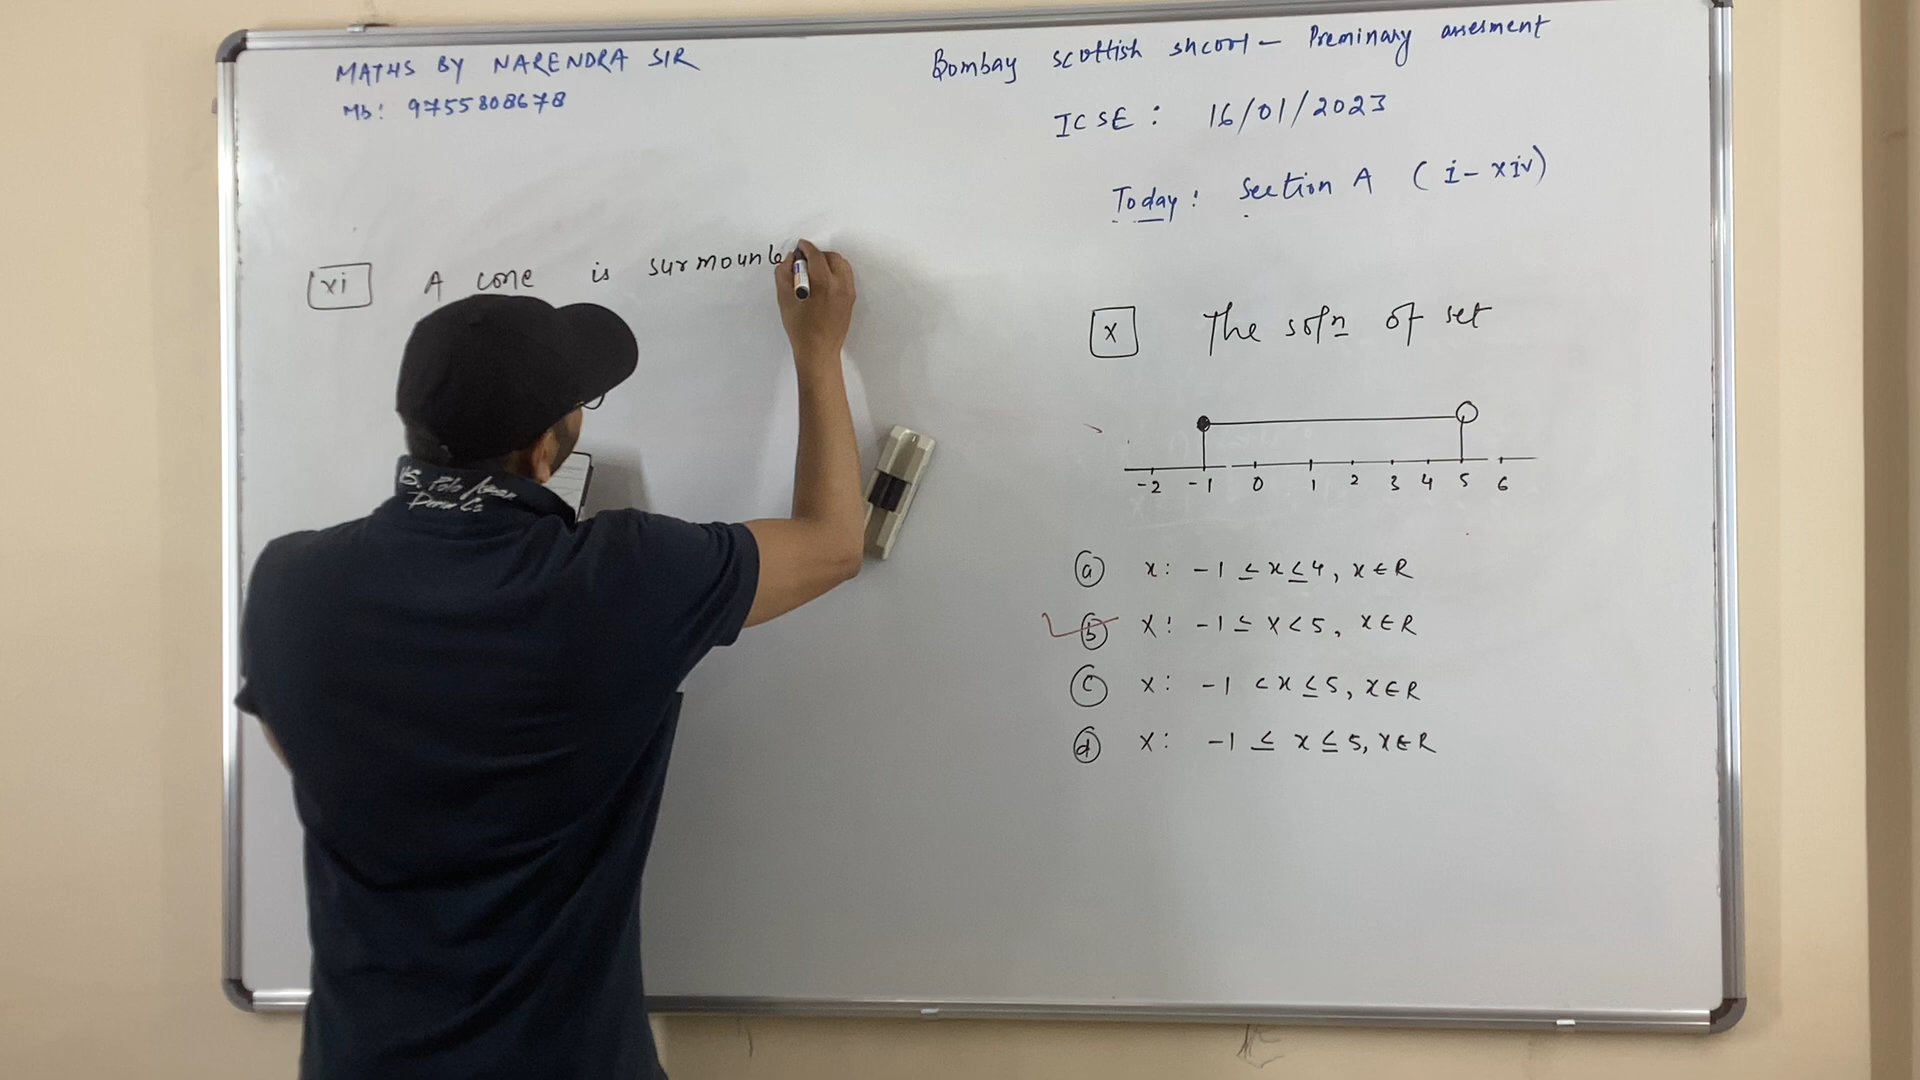 MATHS BY NARENDRA SIR
Mb: 9755808678
Bombay scottish shcool - Preminary assesment
ICSE : 16/01/2023
Today : Section A ( i - xiv )
xi A cone is surmounte
x The soln of set
-2 -1 0 1 2 3 4 5 6
(a) x : -1 ≤ x ≤ 4, x ∈ R
(b) x : -1 ≤ x < 5, x ∈ R
(c) x : -1 < x ≤ 5, x ∈ R
(d) x : -1 ≤ x ≤ 5, x ∈ R